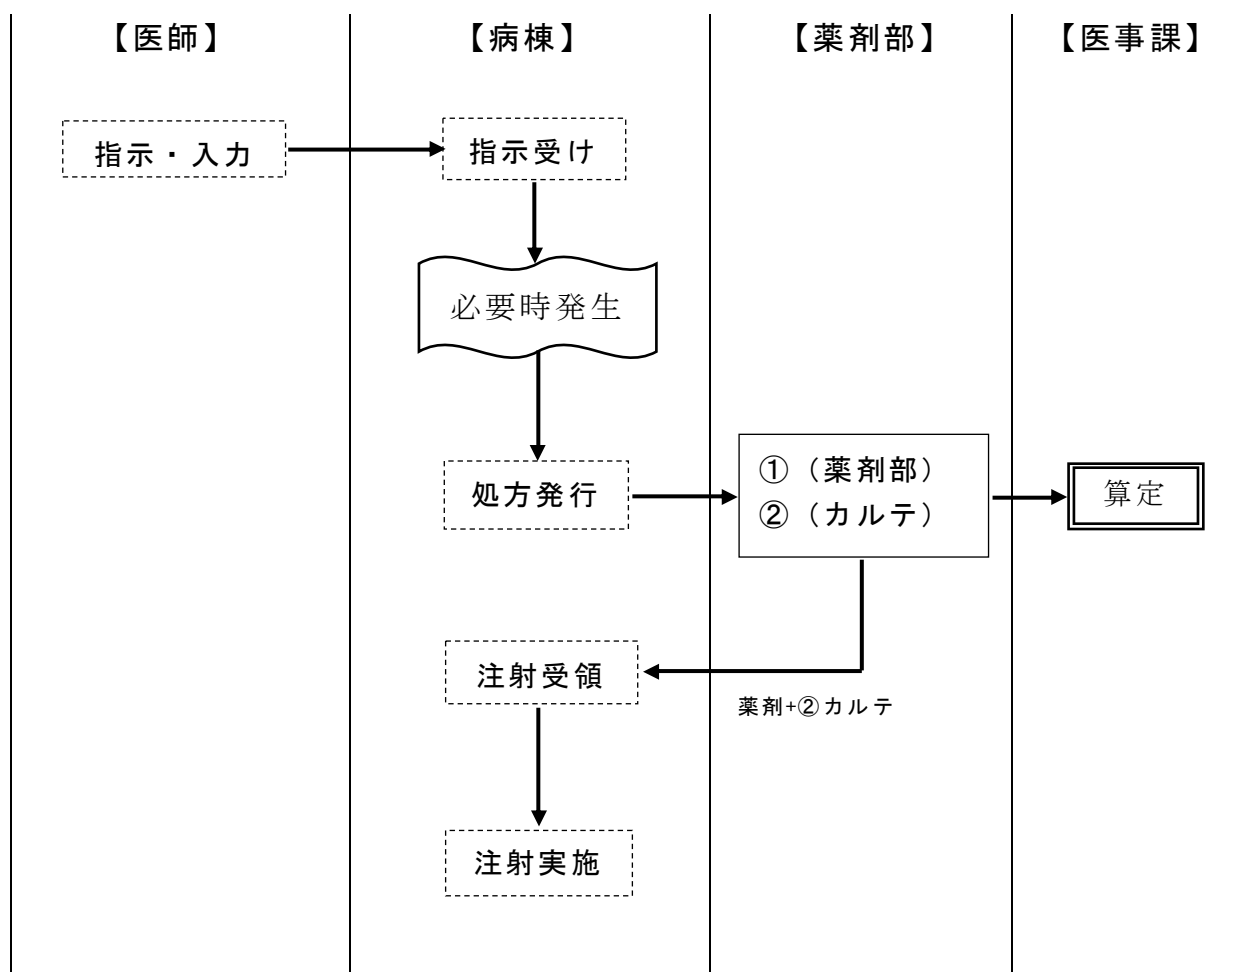 【医師】
【病棟】
【薬剤部】
【医事課】
指示・入力
指示受け
必要時発生
処方発行
①（薬剤部）
②（カルテ）
算定
注射受領
薬剤+②カルテ
注射実施